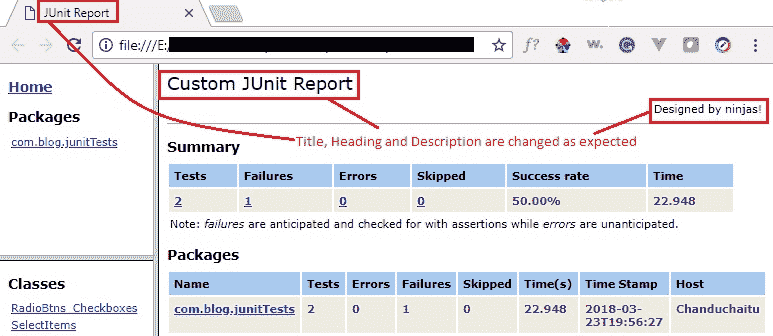 JUnit Report
file:///E:/
f?
w.
Home
Packages
com.blog.junitTests
Classes
RadioBtns_Checkboxes
SelectItems
Custom JUnit Report
Designed by ninjas!
Title, Heading and Description are changed as expected
Summary
Tests Failures Errors Skipped Success rate Time
2 1 0 0 50.00% 22.948
Note: failures are anticipated and checked for with assertions while errors are unanticipated.
Packages
Name Tests Errors Failures Skipped Time(s) Time Stamp Host
com.blog.junitTests 2 0 1 0 22.948 2018-03-23T19:56:27 Chanduchaitu